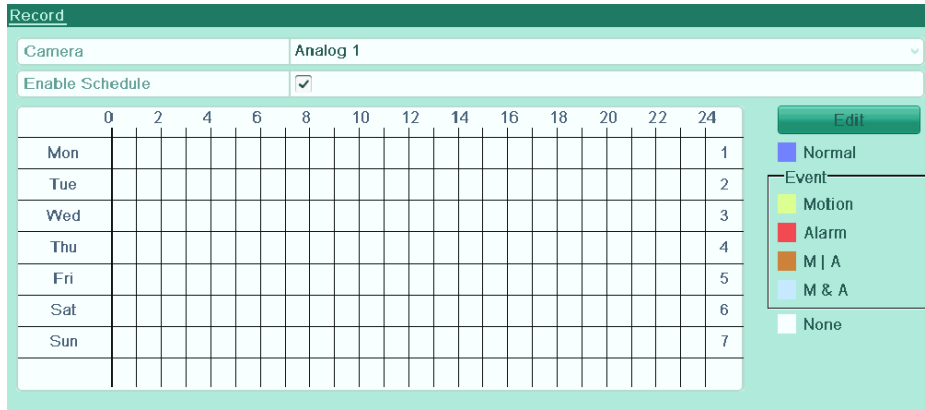 Record
Camera Analog 1
Enable Schedule
0 2 4 6 8 10 12 14 16 18 20 22 24
Edit
Mon 1
Normal
Event
Tue 2
Motion
Wed 3
Alarm
Thu 4
M | A
Fri 5
M & A
Sat 6
None
Sun 7